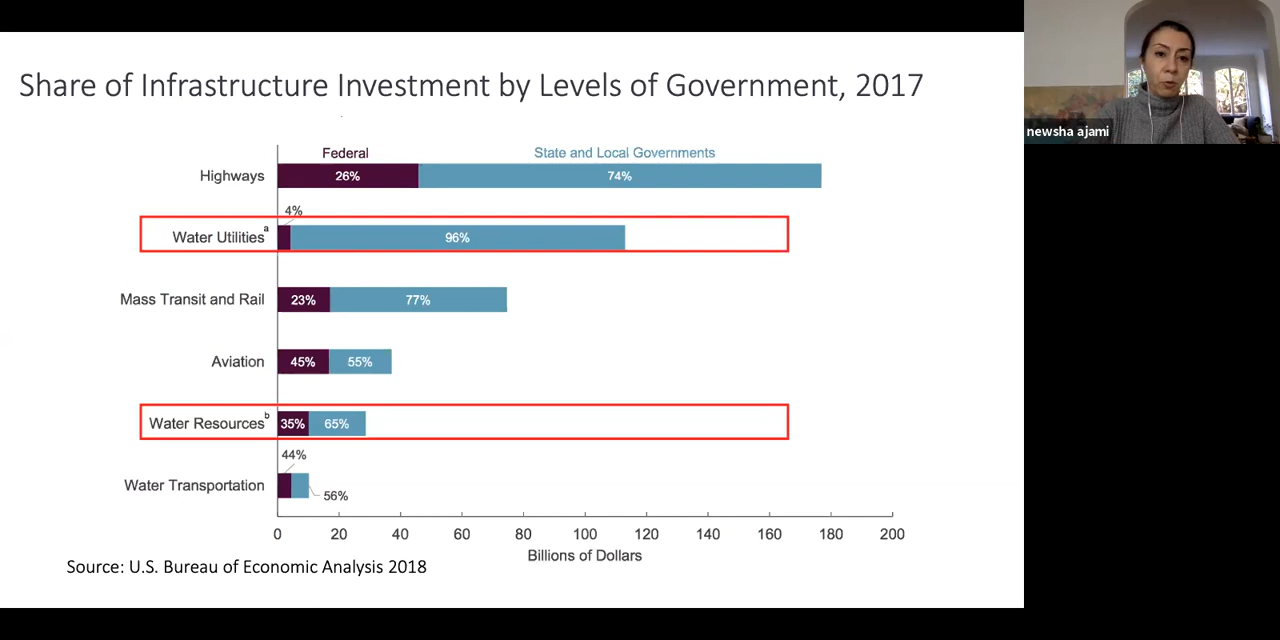 Share of Infrastructure Investment by Levels of Government, 2017
newsha ajami
Federal
State and Local Governments
Highways
26%
74%
4%
Water Utilities a
96%
Mass Transit and Rail
23%
77%
Aviation
45%
55%
Water Resources b
35%
65%
44%
Water Transportation
56%
0 20 40 60 80 100 120 140 160 180 200
Billions of Dollars
Source: U.S. Bureau of Economic Analysis 2018